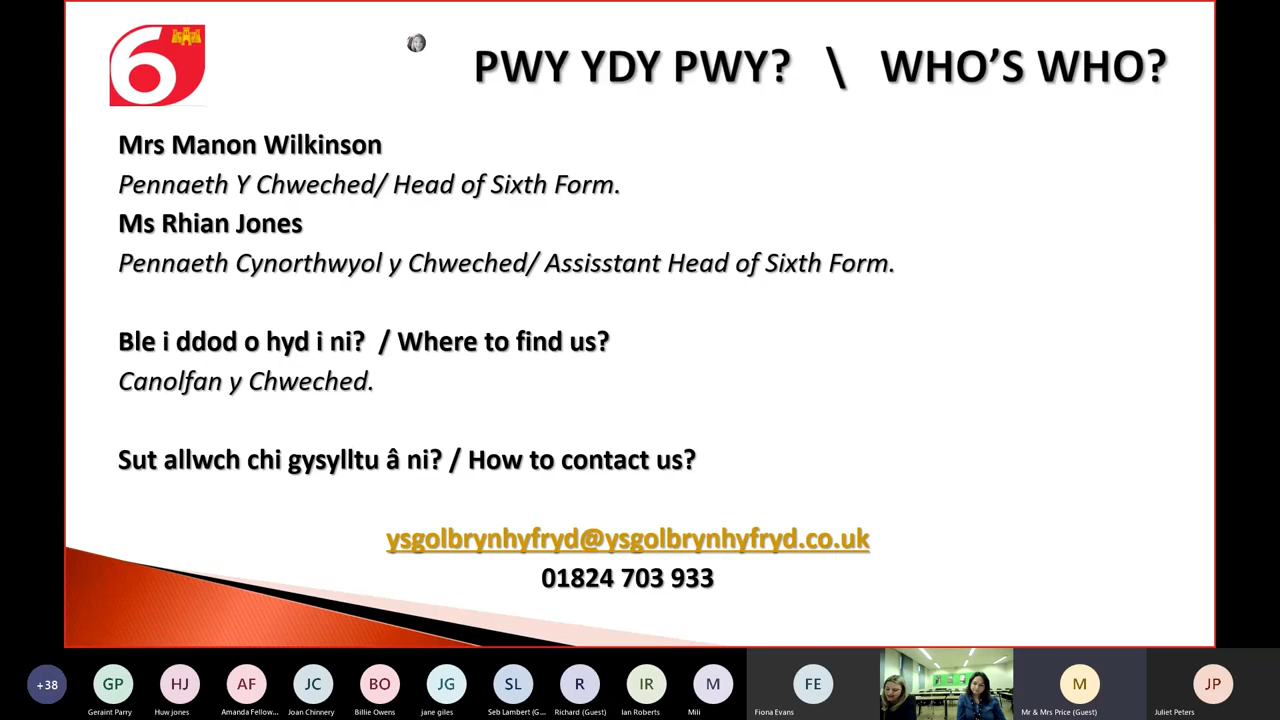 6
PWY YDY PWY? \ WHO'S WHO?
Mrs Manon Wilkinson
Pennaeth Y Chweched/ Head of Sixth Form.
Ms Rhian Jones
Pennaeth Cynorthwyol y Chweched/ Assisstant Head of Sixth Form.
Ble i ddod o hyd i ni? / Where to find us?
Canolfan y Chweched.
Sut allwch chi gysylltu â ni? / How to contact us?
ysgolbrynhyfryd@ysgolbrynhyfryd.co.uk
01824 703 933
+38 GP HJ AF JC BO JG SL R IR M FE M JP
Geraint Parry Huw jones Amanda Fellow... Joan Chinnery Billie Owens jane giles Seb Lambert (G... Richard (Guest) Ian Roberts Mili Fiona Evans Mr & Mrs Price (Guest) Juliet Peters